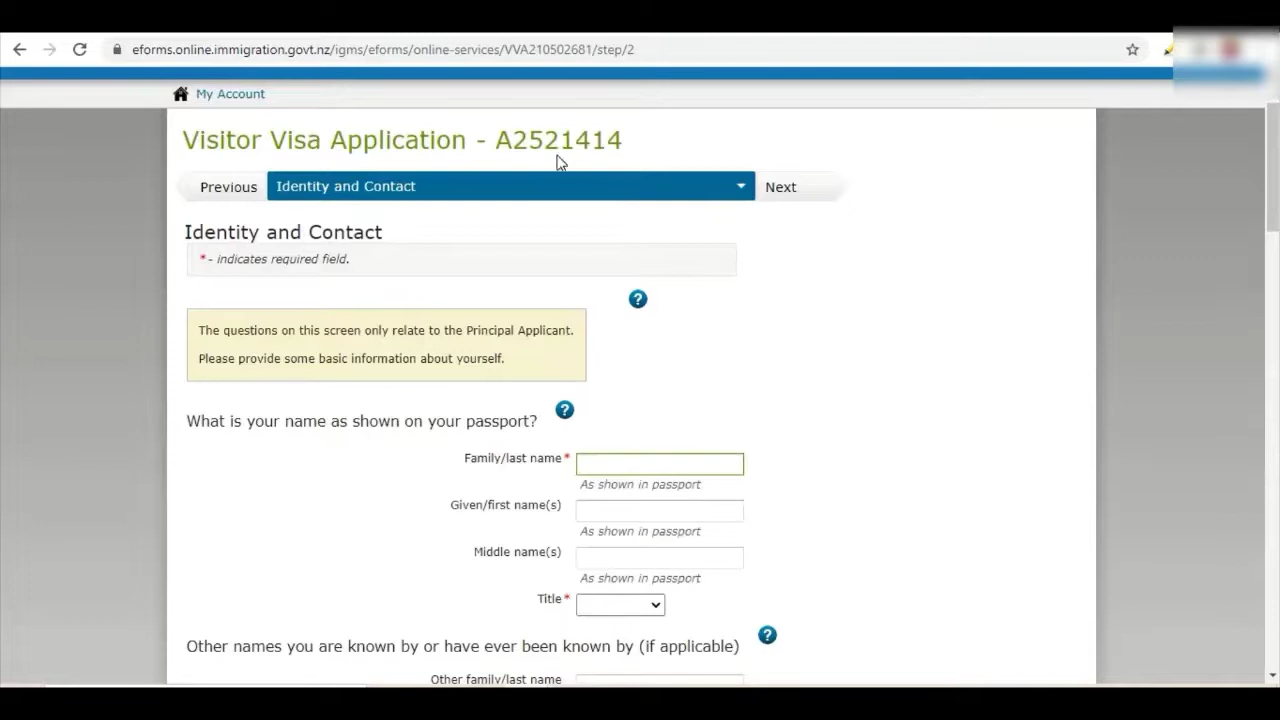 eforms.online.immigration.govt.nz/igms/eforms/online-services/VVA210502681/step/2
My Account
Visitor Visa Application - A2521414
Previous
Identity and Contact
Next
Identity and Contact
* - indicates required field.
?
The questions on this screen only relate to the Principal Applicant.
Please provide some basic information about yourself.
What is your name as shown on your passport? ?
Family/last name *
As shown in passport
Given/first name(s)
As shown in passport
Middle name(s)
As shown in passport
Title *
Other names you are known by or have ever been known by (if applicable) ?
Other family/last name